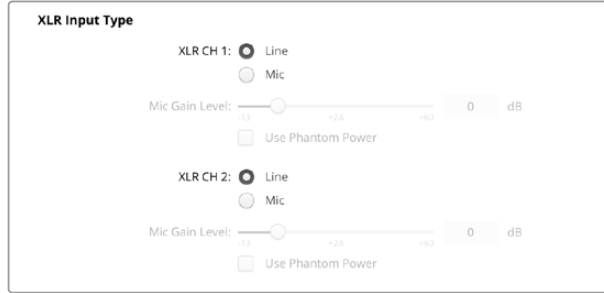 XLR Input Type
XLR CH 1: Line
Mic
Mic Gain Level: 0 dB
-13 +24 +60
Use Phantom Power
XLR CH 2: Line
Mic
Mic Gain Level: 0 dB
-13 +24 +60
Use Phantom Power